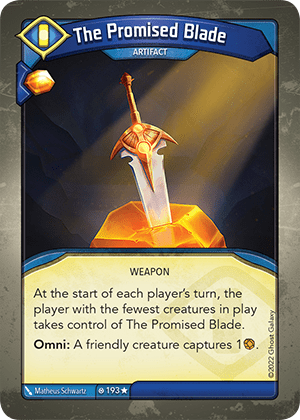 The Promised Blade
ARTIFACT
WEAPON
At the start of each player's turn, the
player with the fewest creatures in play
takes control of The Promised Blade.
Omni: A friendly creature captures 1.
©2022 Ghost Galaxy
Matheus Schwartz
193